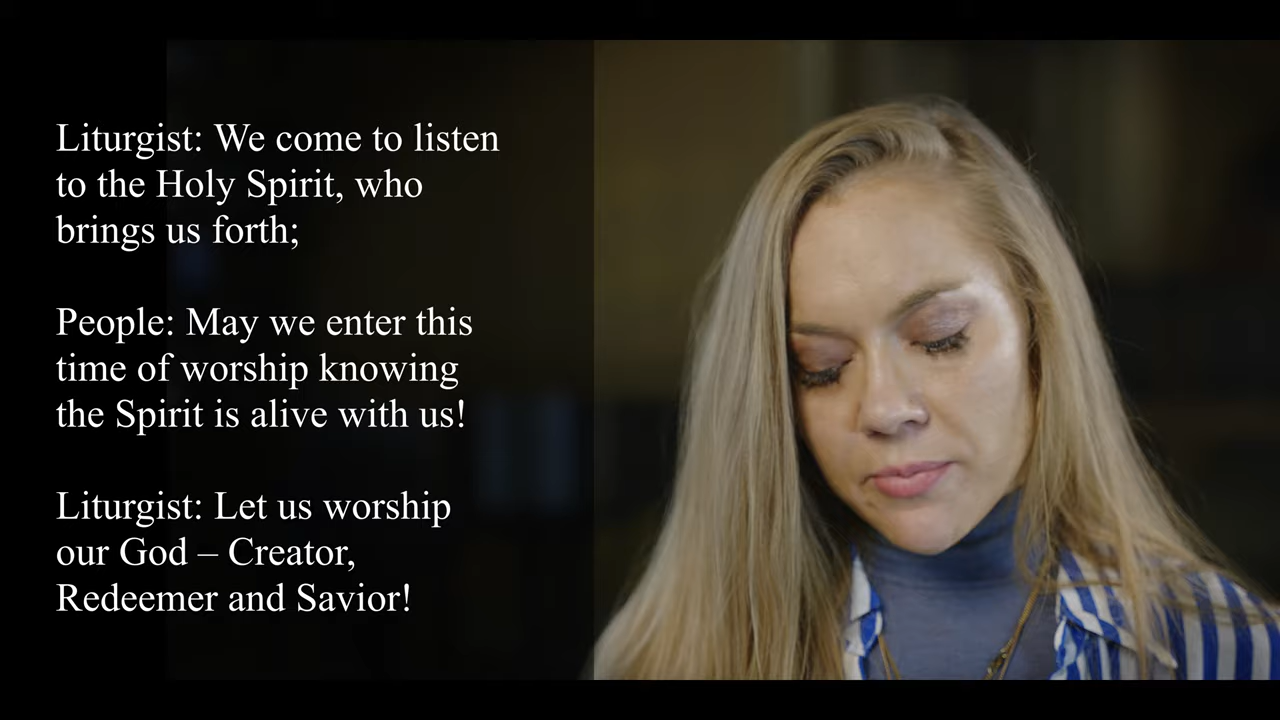 Liturgist: We come to listen
to the Holy Spirit, who
brings us forth;
People: May we enter this
time of worship knowing
the Spirit is alive with us!
Liturgist: Let us worship
our God – Creator,
Redeemer and Savior!